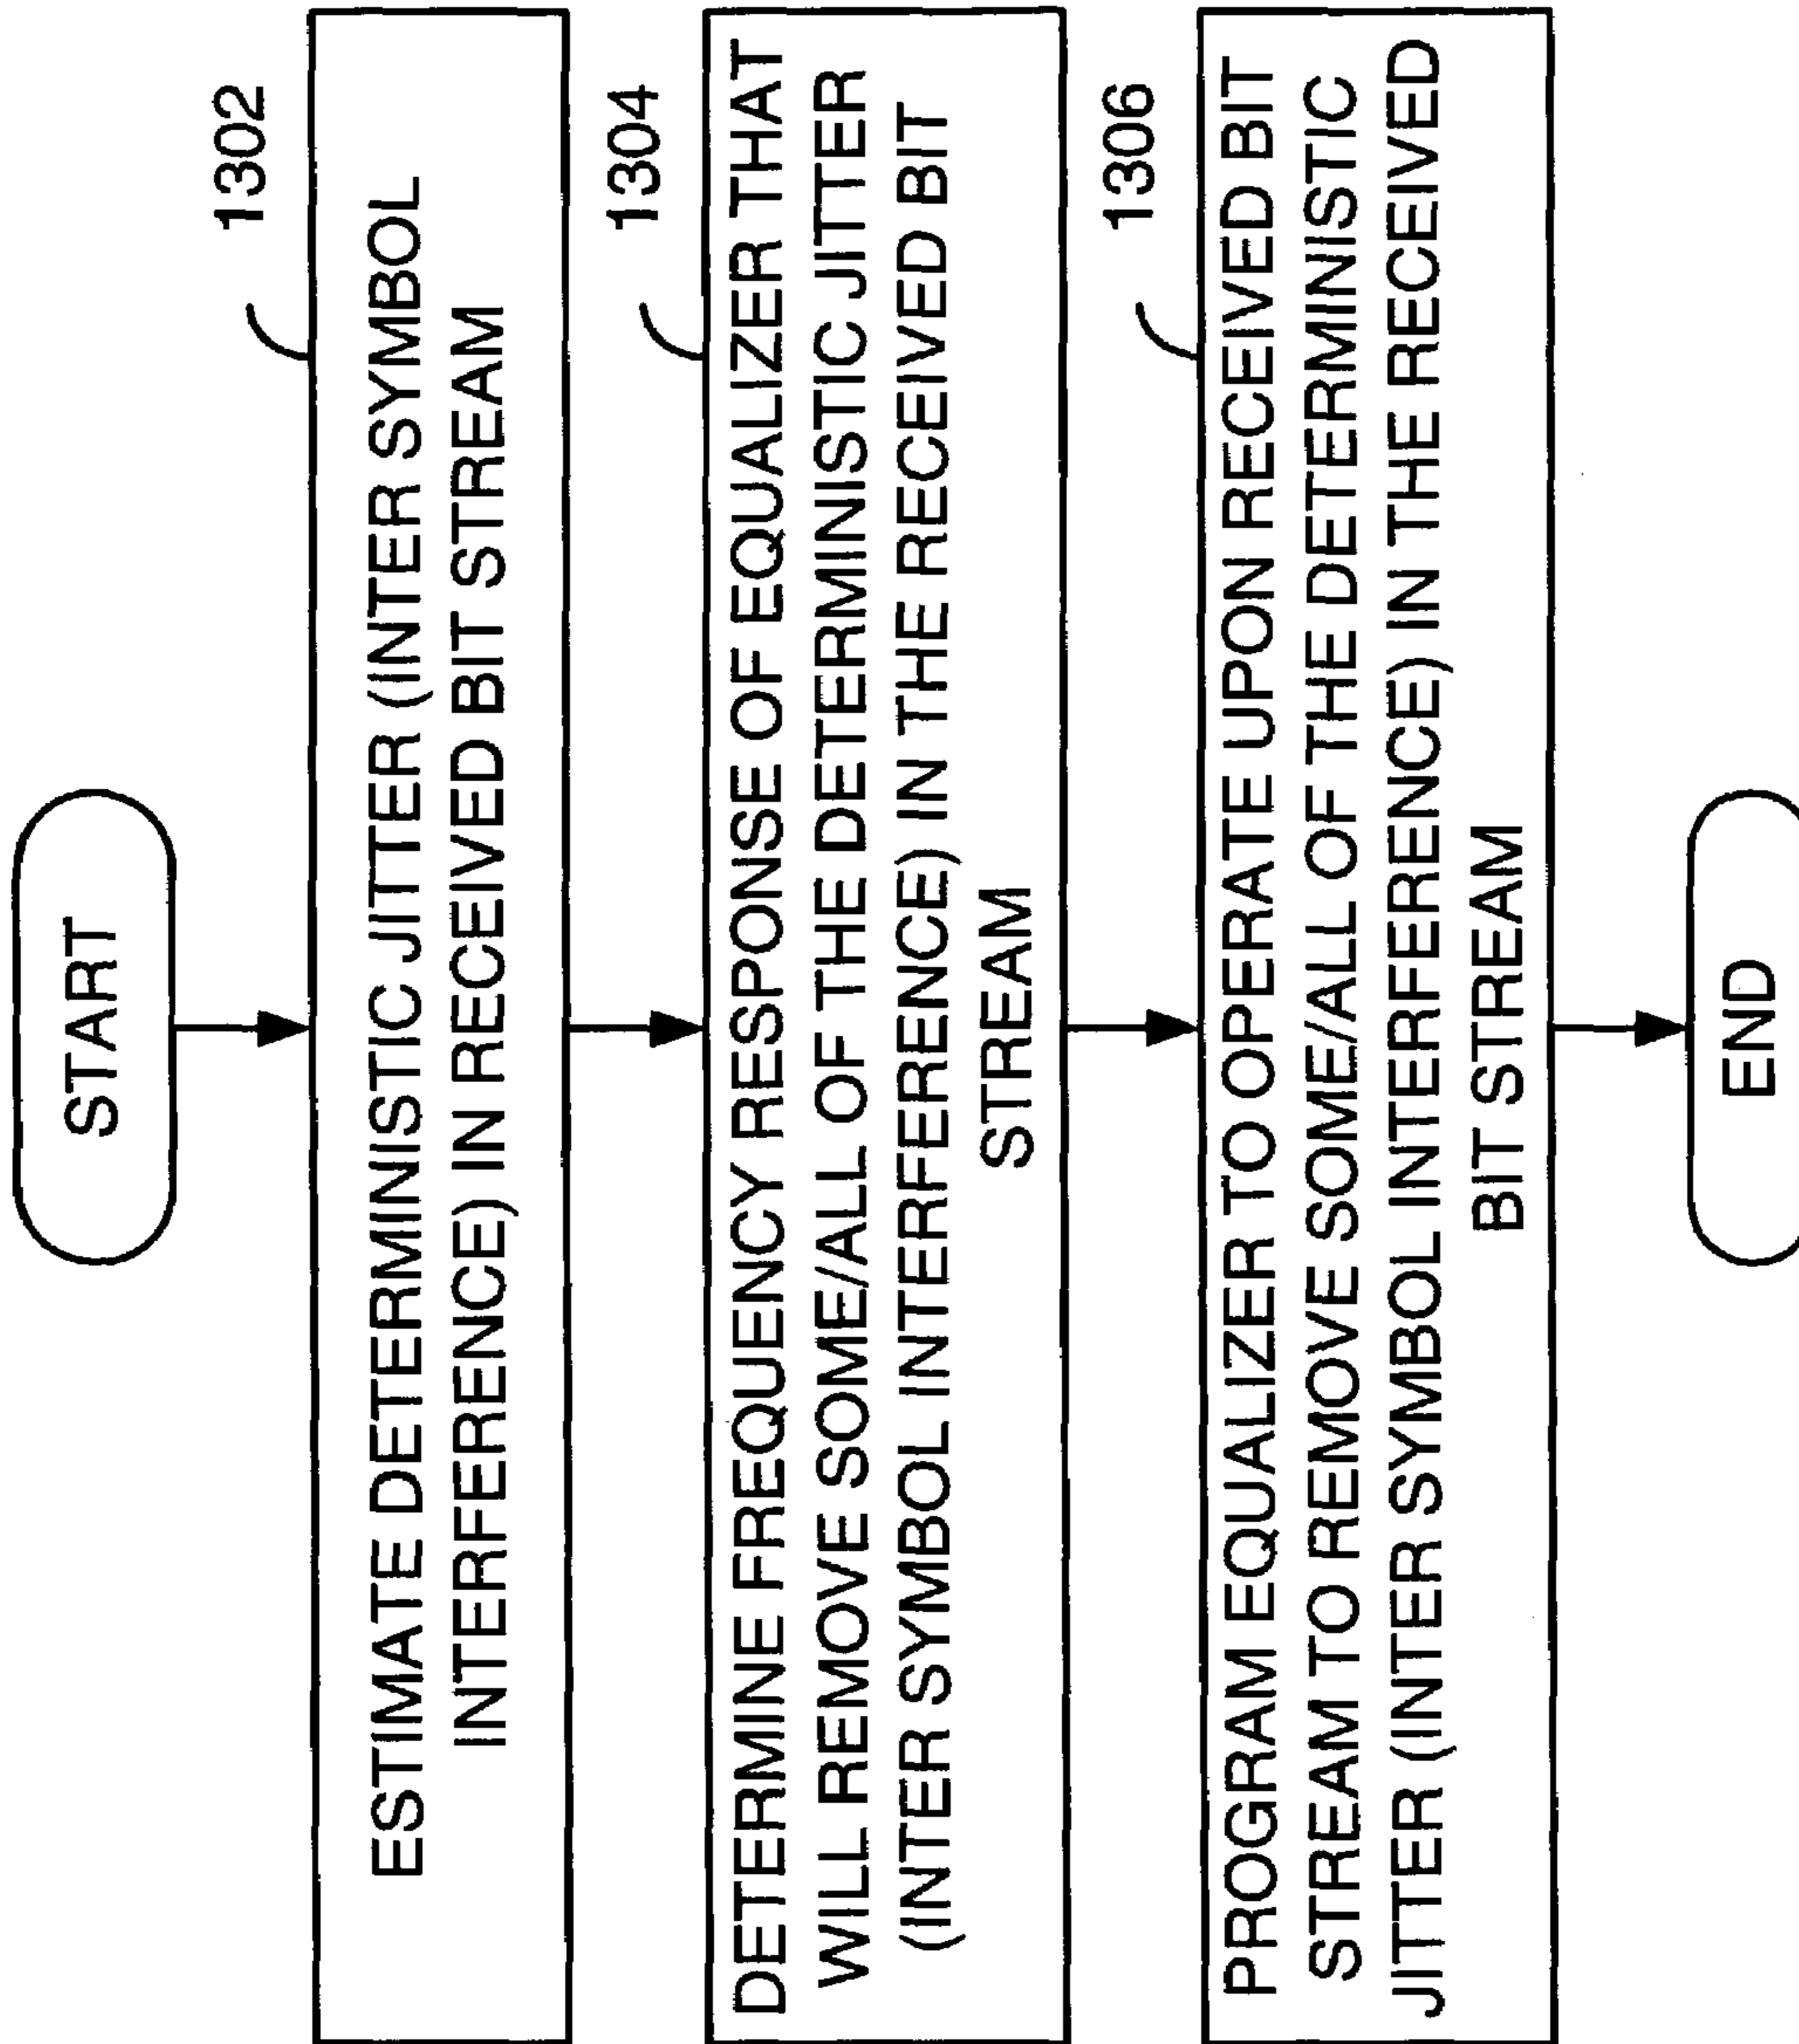 START
1302
ESTIMATE DETERMINISTIC JITTER (INTER SYMBOL
INTERFERENCE) IN RECEIVED BIT STREAM
1304
DETERMINE FREQUENCY RESPONSE OF EQUALIZER THAT
WILL REMOVE SOME/ALL OF THE DETERMINISTIC JITTER
(INTER SYMBOL INTERFERENCE) IN THE RECEIVED BIT
STREAM
1306
PROGRAM EQUALIZER TO OPERATE UPON RECEIVED BIT
STREAM TO REMOVE SOME/ALL OF THE DETERMINISTIC
JITTER (INTER SYMBOL INTERFERENCE) IN THE RECEIVED
BIT STREAM
END